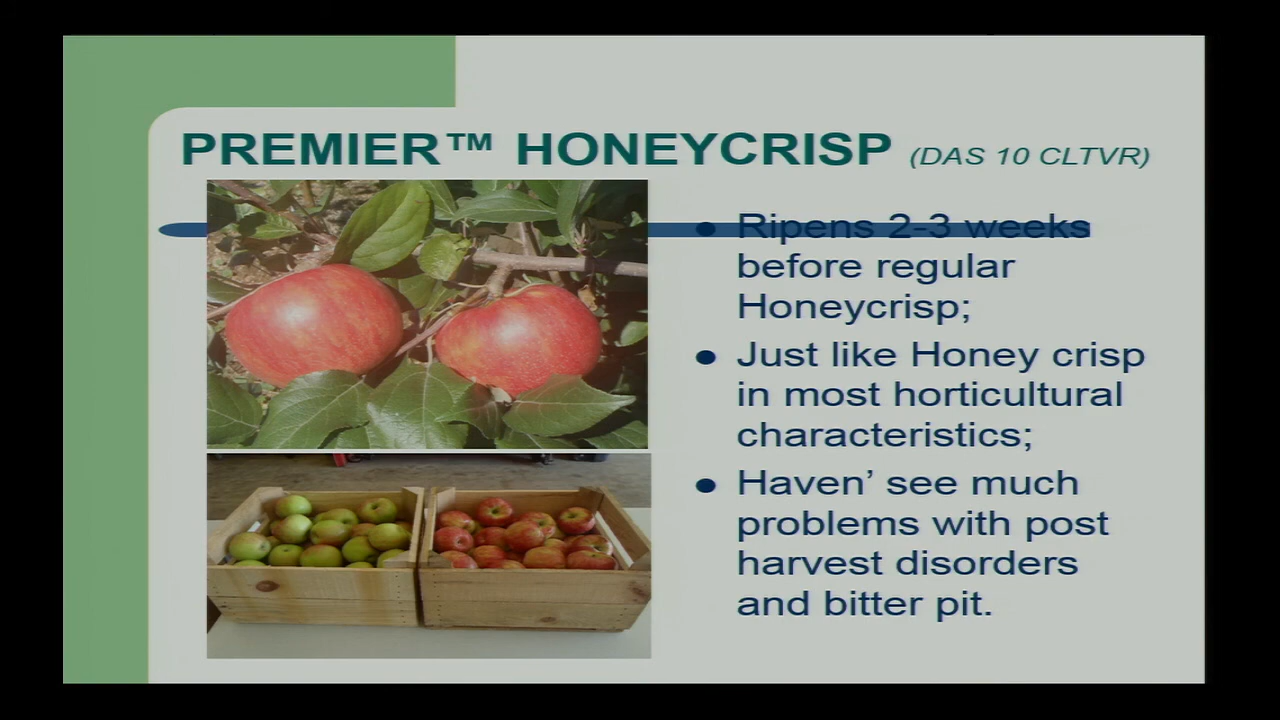 PREMIER™ HONEYCRISP (DAS 10 CLTVR)
● Ripens 2-3 weeks
before regular
Honeycrisp;
● Just like Honey crisp
in most horticultural
characteristics;
● Haven’ see much
problems with post
harvest disorders
and bitter pit.